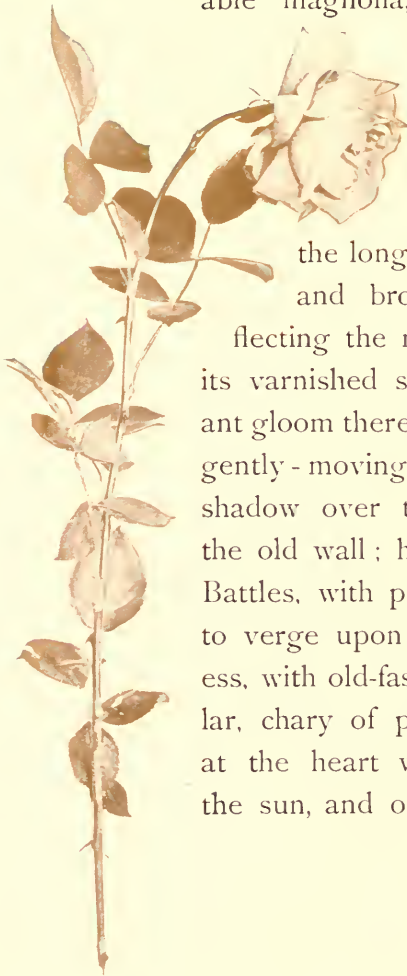 able magnolia,
the long
and bro
flecting the r
its varnished s
ant gloom there
gently - moving
shadow over t
the old wall ; h
Battles, with p
to verge upon
ess, with old-fas
lar, chary of p
at the heart v
the sun, and o